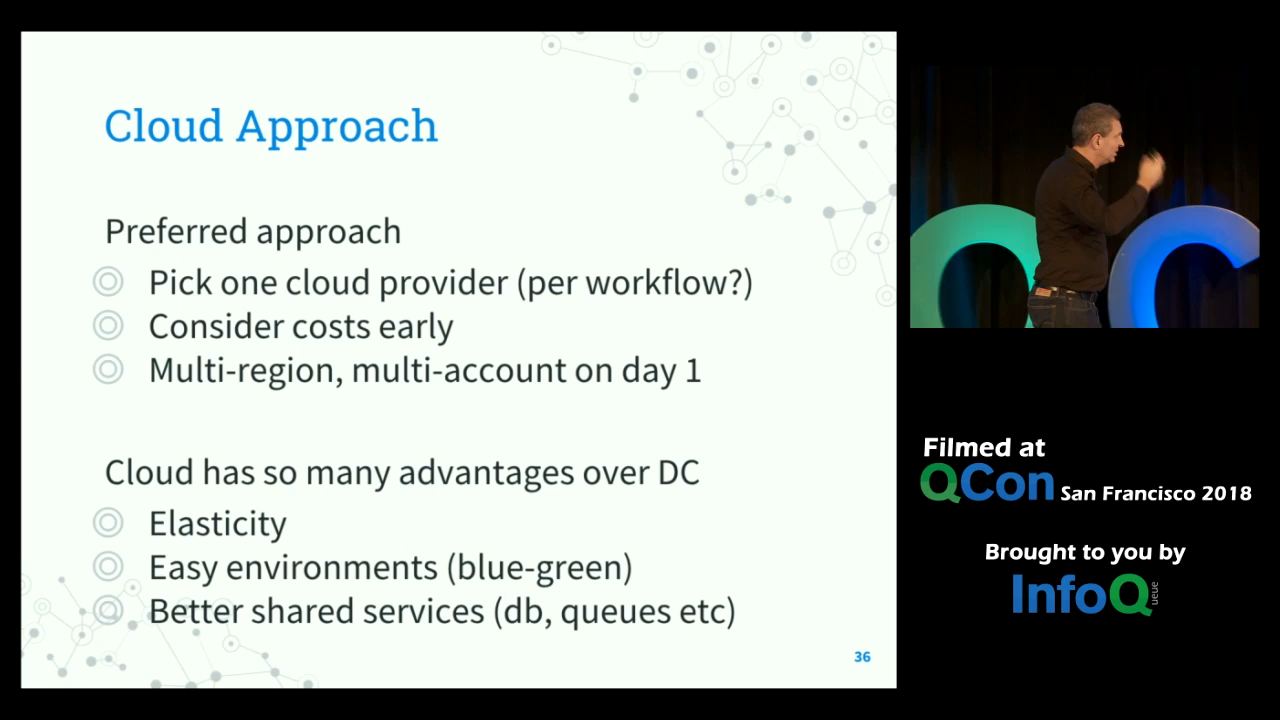 Cloud Approach
Preferred approach
Pick one cloud provider (per workflow?)
Consider costs early
Multi-region, multi-account on day 1
Cloud has so many advantages over DC
Elasticity
Easy environments (blue-green)
Better shared services (db, queues etc)
36
Filmed at
QCon San Francisco 2018
Brought to you by
InfoQ ueue